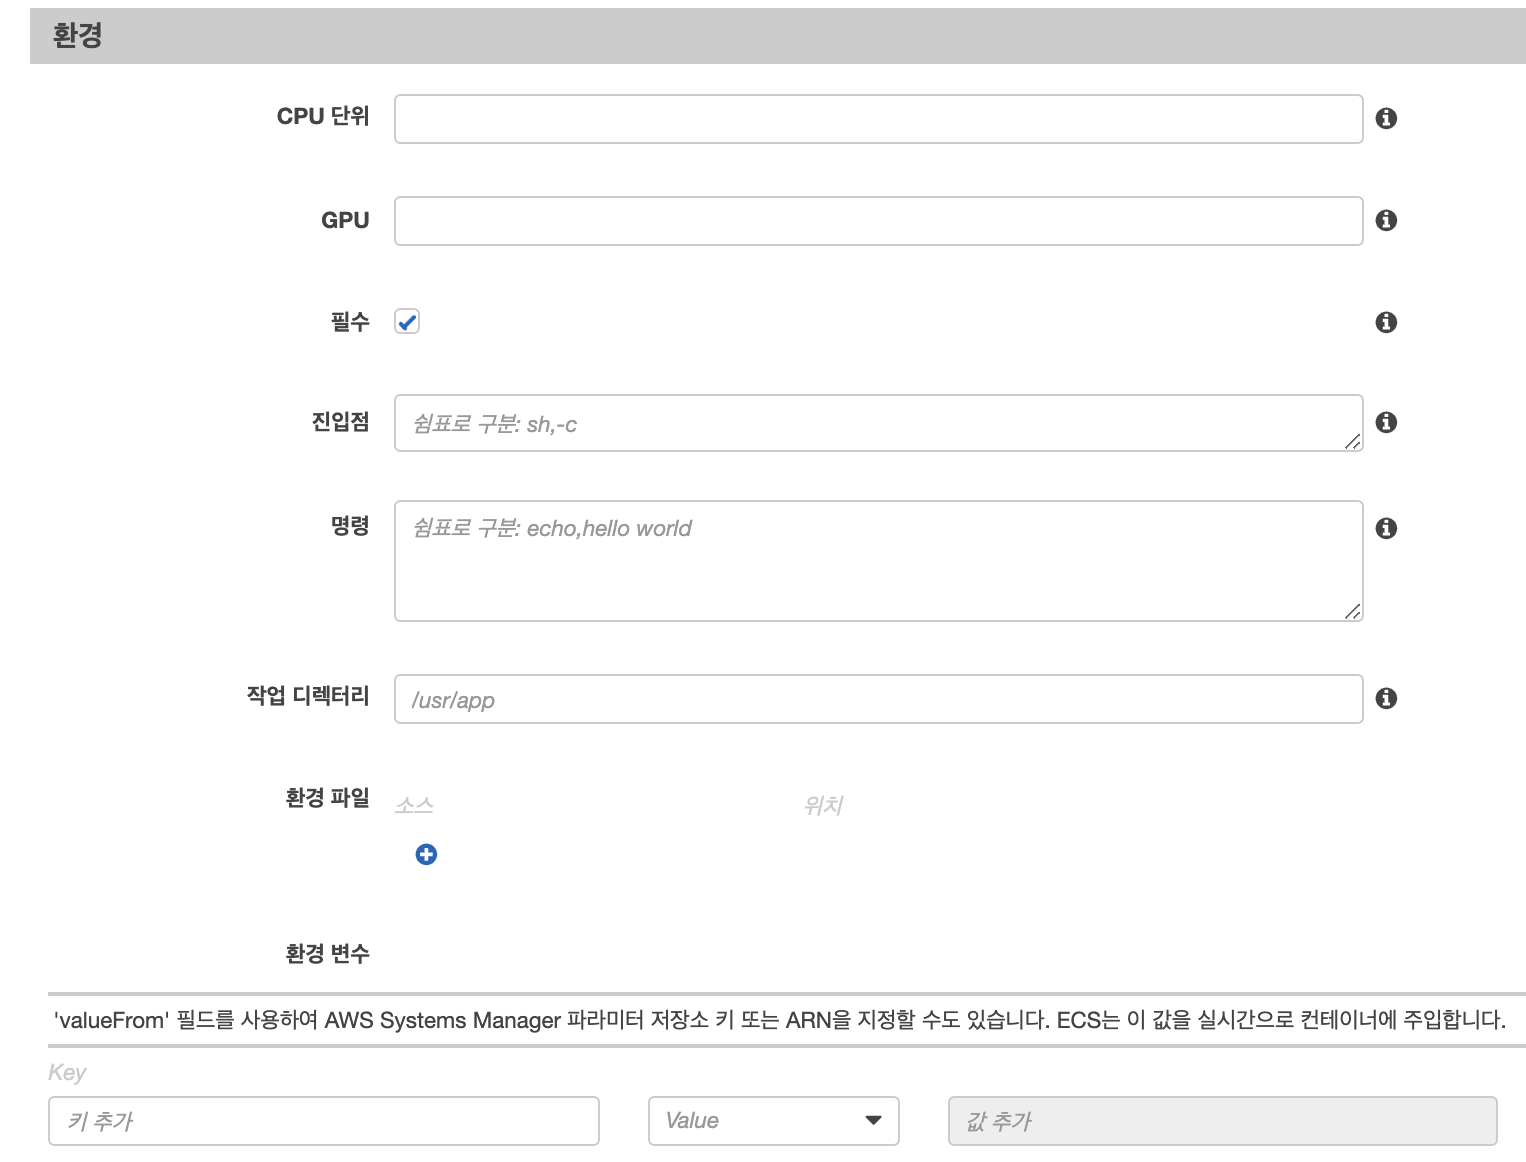 환경
CPU 단위
GPU
필수
진입점
쉼표로 구분: sh,-c
명령
쉼표로 구분: echo,hello world
작업 디렉터리
/usr/app
환경 파일
소스
위치
환경 변수
'valueFrom' 필드를 사용하여 AWS Systems Manager 파라미터 저장소 키 또는 ARN을 지정할 수도 있습니다. ECS는 이 값을 실시간으로 컨테이너에 주입합니다.
Key
키 추가
Value
값 추가